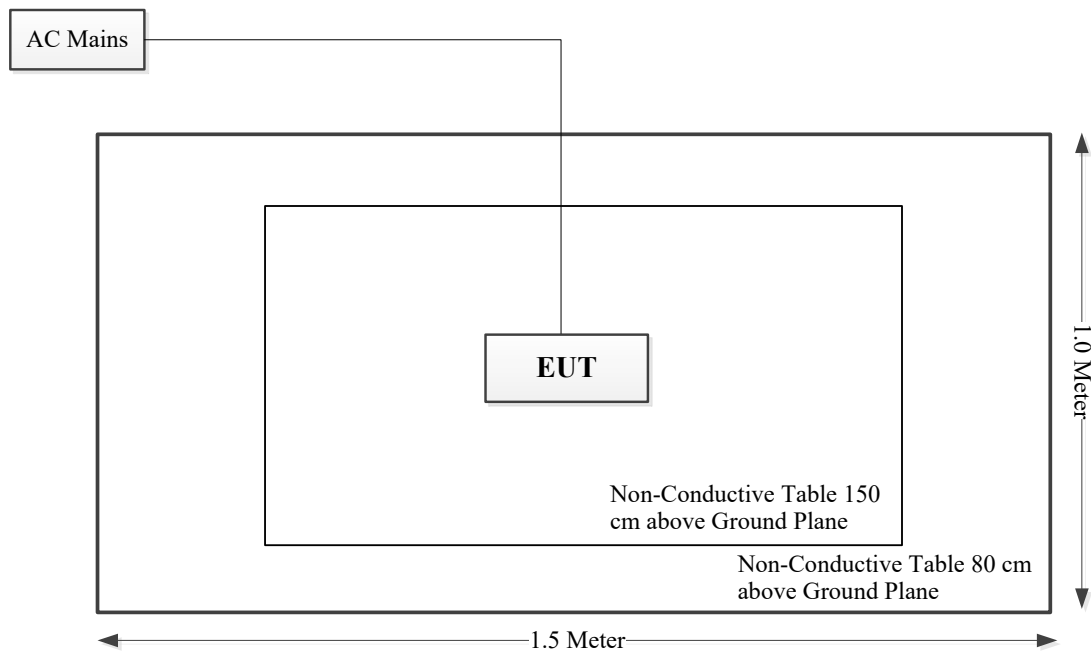 AC Mains
EUT
1.0 Meter
Non-Conductive Table 150
cm above Ground Plane
Non-Conductive Table 80 cm
above Ground Plane
1.5 Meter